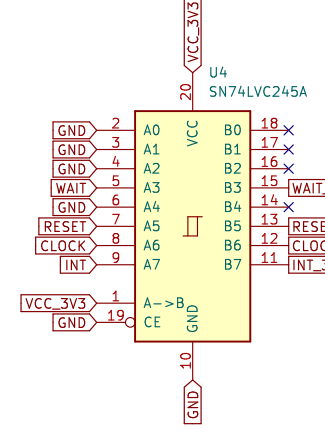 VCC_3V3
U4
SN74LVC245A
20
VCC
GND 2 A0 B0 18
GND 3 A1 B1 17
GND 4 A2 B2 16
WAIT 5 A3 B3 15 WAIT_
GND 6 A4 B4 14
RESET 7 A5 B5 13 RESE
CLOCK 8 A6 B6 12 CLOC
INT 9 A7 B7 11 INT_3
VCC_3V3 1 A->B
GND 19 CE
GND
10
GND